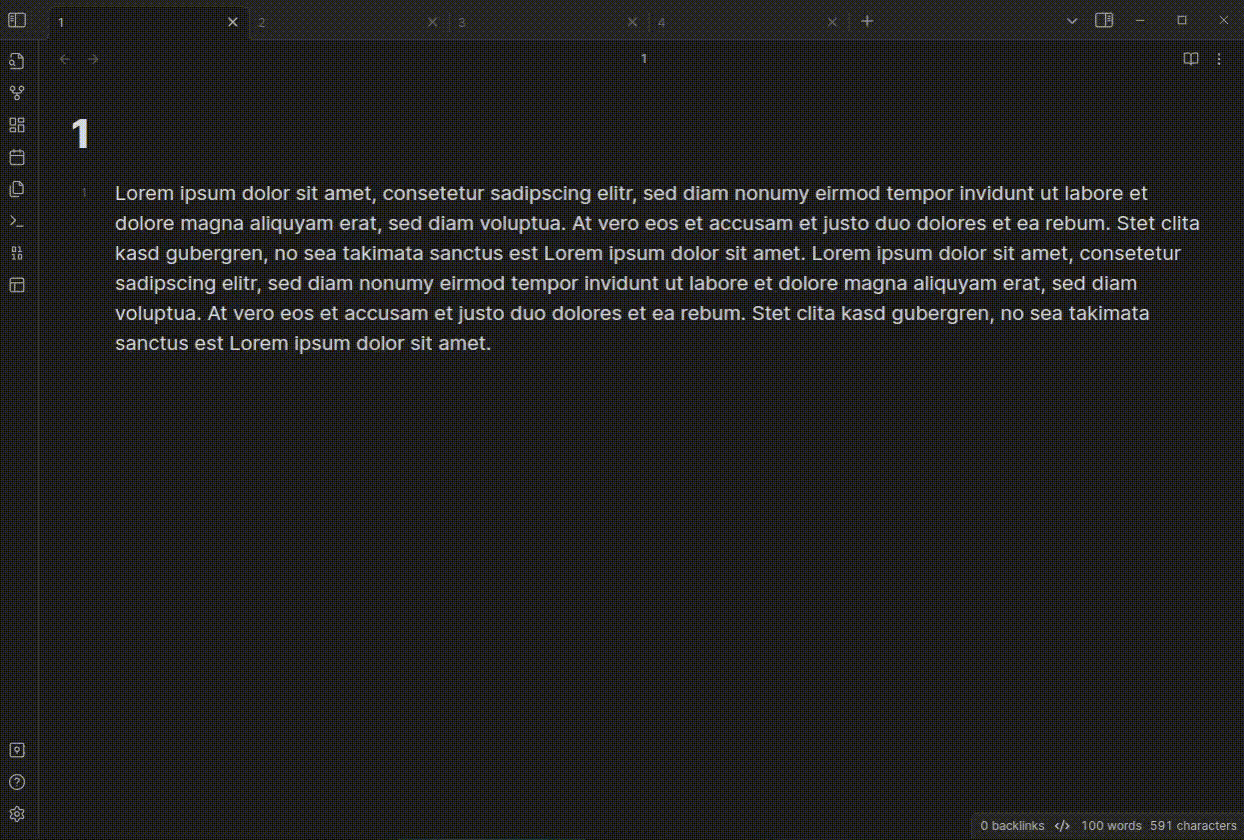 1 2 3 4
1
1
1 Lorem ipsum dolor sit amet, consetetur sadipscing elitr, sed diam nonumy eirmod tempor invidunt ut labore et
dolore magna aliquyam erat, sed diam voluptua. At vero eos et accusam et justo duo dolores et ea rebum. Stet clita
kasd gubergren, no sea takimata sanctus est Lorem ipsum dolor sit amet. Lorem ipsum dolor sit amet, consetetur
sadipscing elitr, sed diam nonumy eirmod tempor invidunt ut labore et dolore magna aliquyam erat, sed diam
voluptua. At vero eos et accusam et justo duo dolores et ea rebum. Stet clita kasd gubergren, no sea takimata
sanctus est Lorem ipsum dolor sit amet.
0 backlinks </> 100 words 591 characters